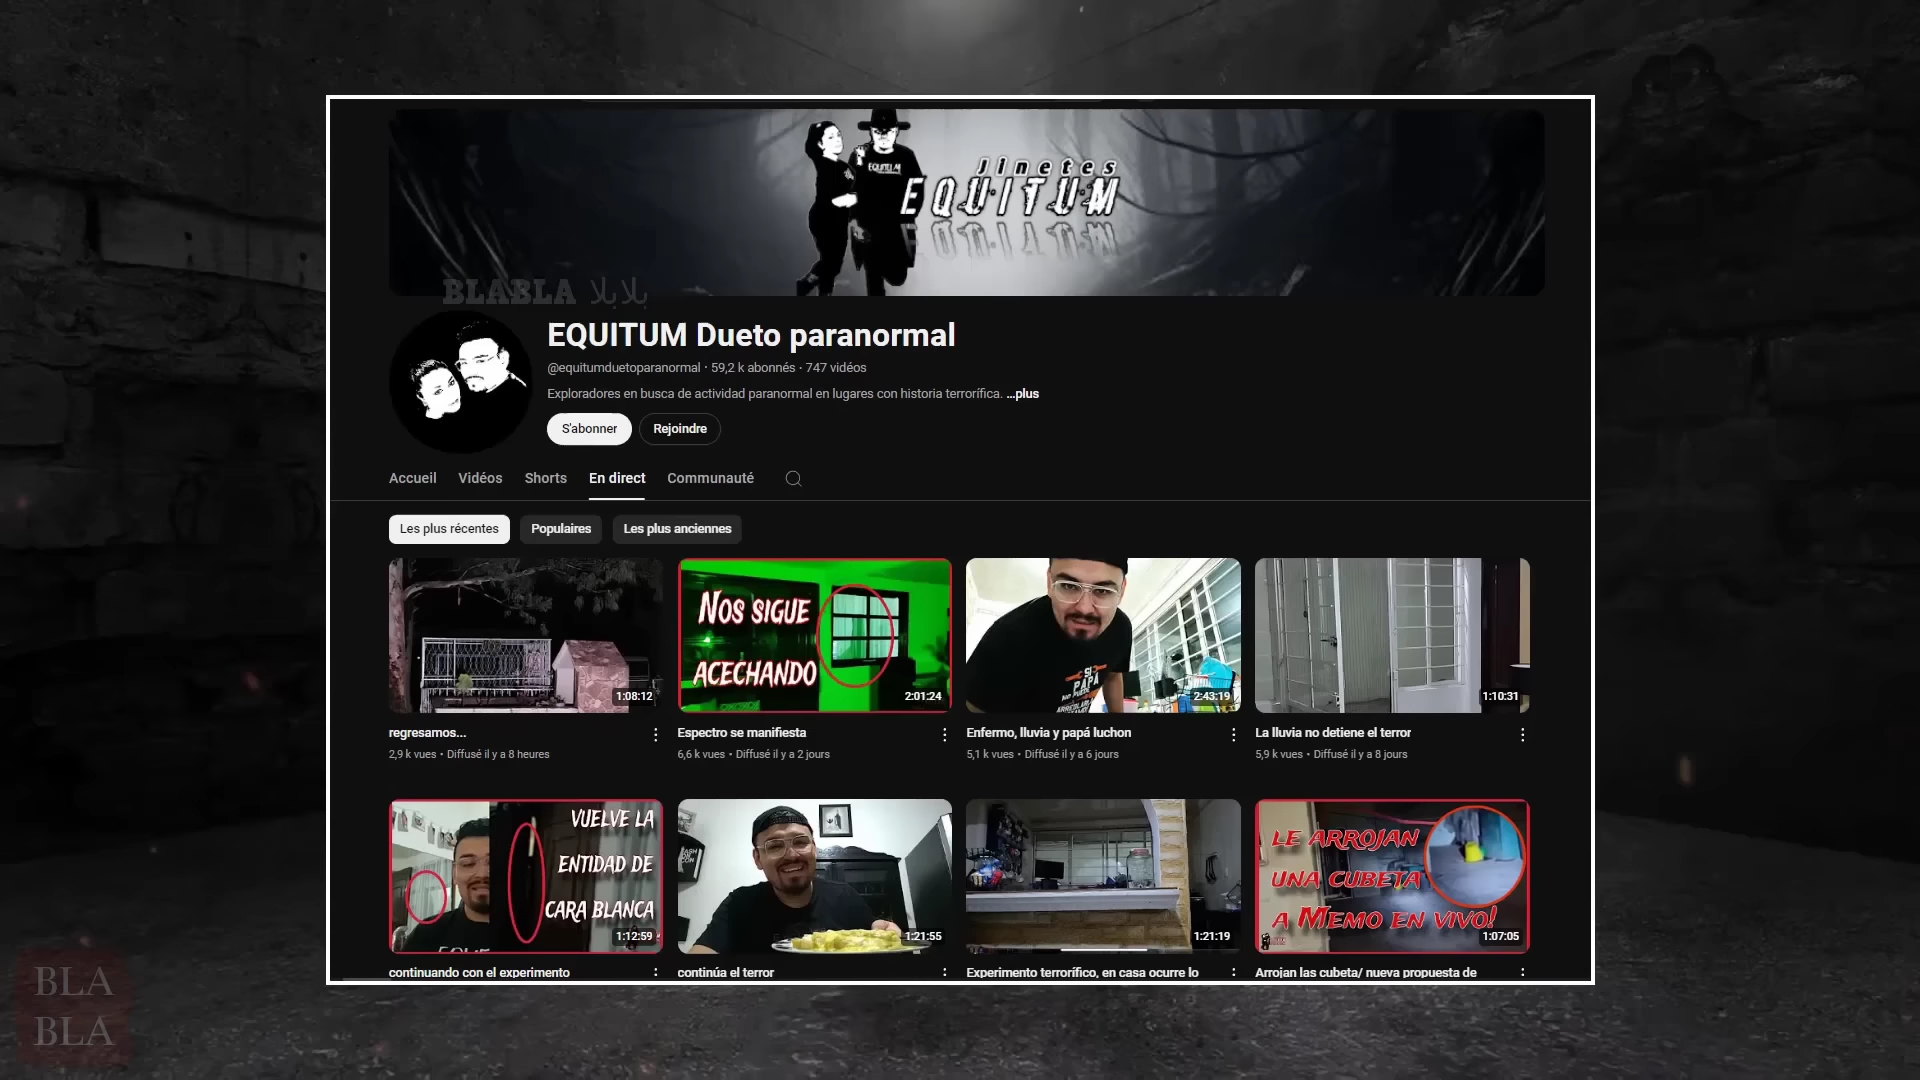 Jinetes
EQUITUM
EQUITUM
BLABLA بلابلا
EQUITUM Dueto paranormal
@equitumduetoparanormal · 59,2 k abonnés · 747 vidéos
Exploradores en busca de actividad paranormal en lugares con historia terrorífica. ...plus
S'abonner
Rejoindre
Accueil
Vidéos
Shorts
En direct
Communauté
Les plus récentes
Populaires
Les plus anciennes
1:08:12
NOS SIGUE
ACECHANDO
2:01:24
SI
PAPÁ
2:43:19
1:10:31
regresamos...
2,9 k vues • Diffusé il y a 8 heures
Espectro se manifiesta
6,6 k vues • Diffusé il y a 2 jours
Enfermo, lluvia y papá luchon
5,1 k vues • Diffusé il y a 6 jours
La lluvia no detiene el terror
5,9 k vues • Diffusé il y a 8 jours
VUELVE LA
ENTIDAD DE
CARA BLANCA
1:12:59
1:21:55
1:21:19
LE ARROJAN
UNA CUBETA
A MEMO EN VIVO!
1:07:05
continuando con el experimento
continúa el terror
Experimento terrorífico, en casa ocurre lo
Arrojan las cubeta/ nueva propuesta de
BLA
BLA